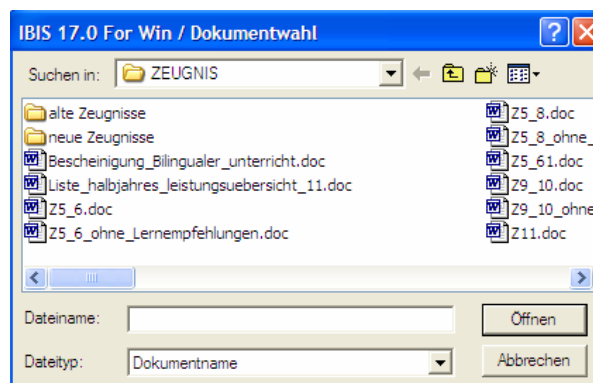 IBIS 17.0 For Win / Dokumentwahl
Suchen in: ZEUGNIS
alte Zeugnisse
neue Zeugnisse
Bescheinigung_Bilingualer_unterricht.doc
Liste_halbjahres_leistungsuebersicht_11.doc
Z5_6.doc
Z5_6_ohne_Lernempfehlungen.doc
Z5_8.doc
Z5_8_ohne_
Z5_61.doc
Z9_10.doc
Z9_10_ohne
Z11.doc
Dateiname:
Öffnen
Dateityp: Dokumentname
Abbrechen